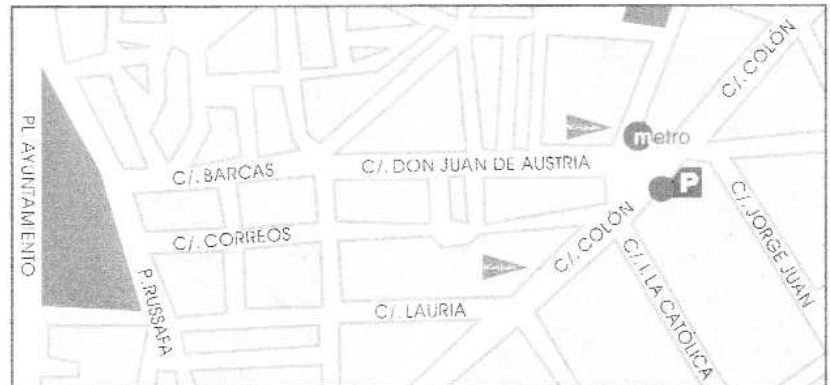 C/. COLÓN
metro
PL. AYUNTAMIENTO
C/. BARCAS
C/. DON JUAN DE AUSTRIA
P
C/. JORGE JUAN
C/. CORREOS
C/. COLÓN
C/. I. LA CATÓLICA
P. RUSSAFA
C/. LAURIA